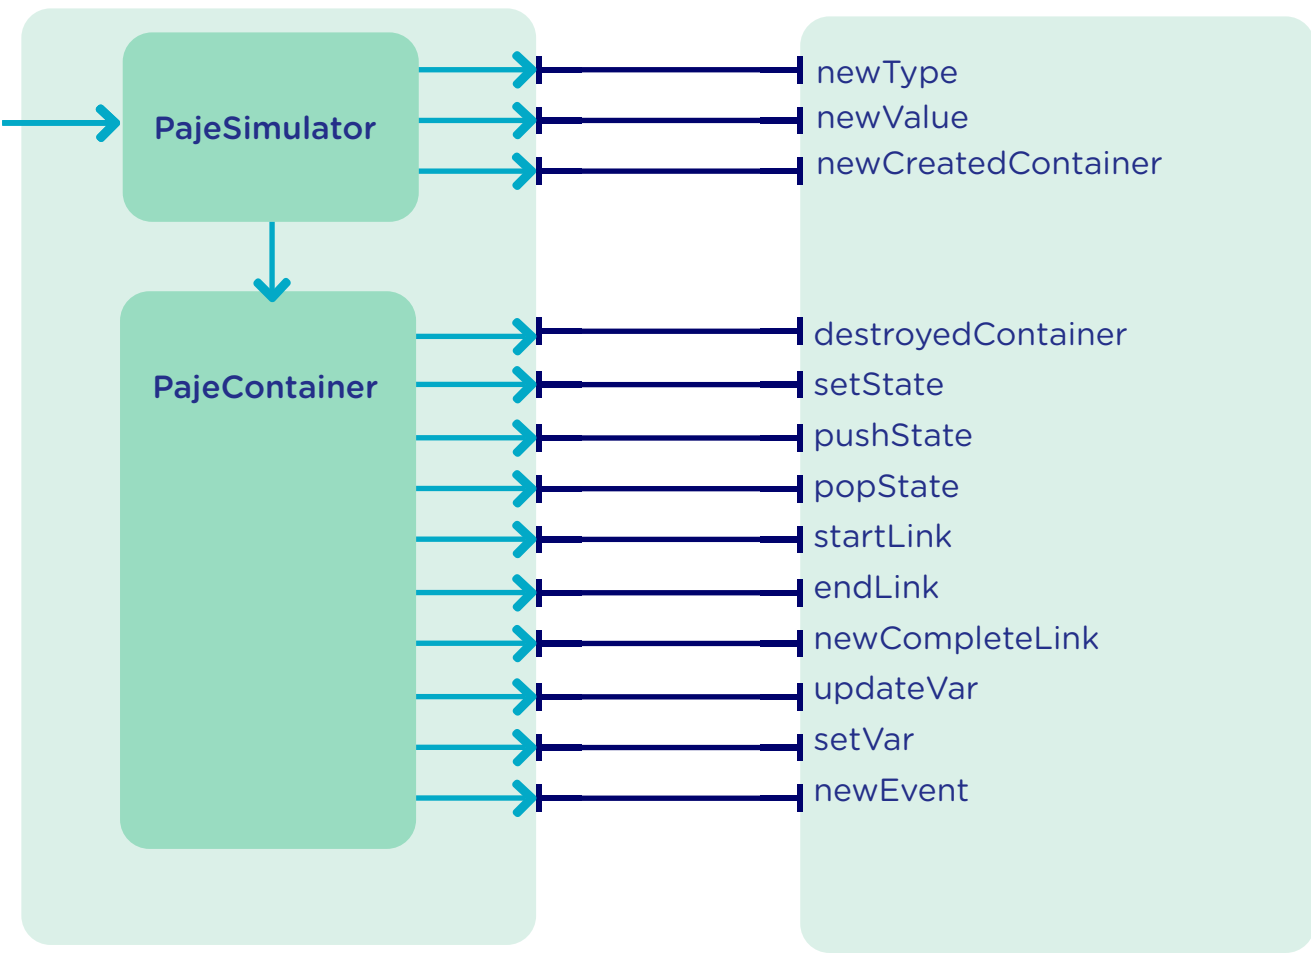 PajeSimulator
newType
newValue
newCreatedContainer
PajeContainer
destroyedContainer
setState
pushState
popState
startLink
endLink
newCompleteLink
updateVar
setVar
newEvent